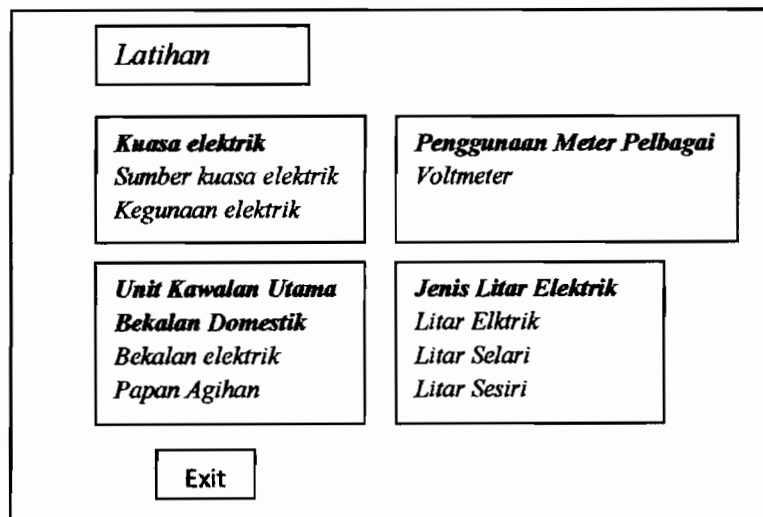 Latihan
Kuasa elektrik
Sumber kuasa elektrik
Kegunaan elektrik
Penggunaan Meter Pelbagai
Voltmeter
Unit Kawalan Utama
Bekalan Domestik
Bekalan elektrik
Papan Agihan
Jenis Litar Elektrik
Litar Elktrik
Litar Selari
Litar Sesiri
Exit